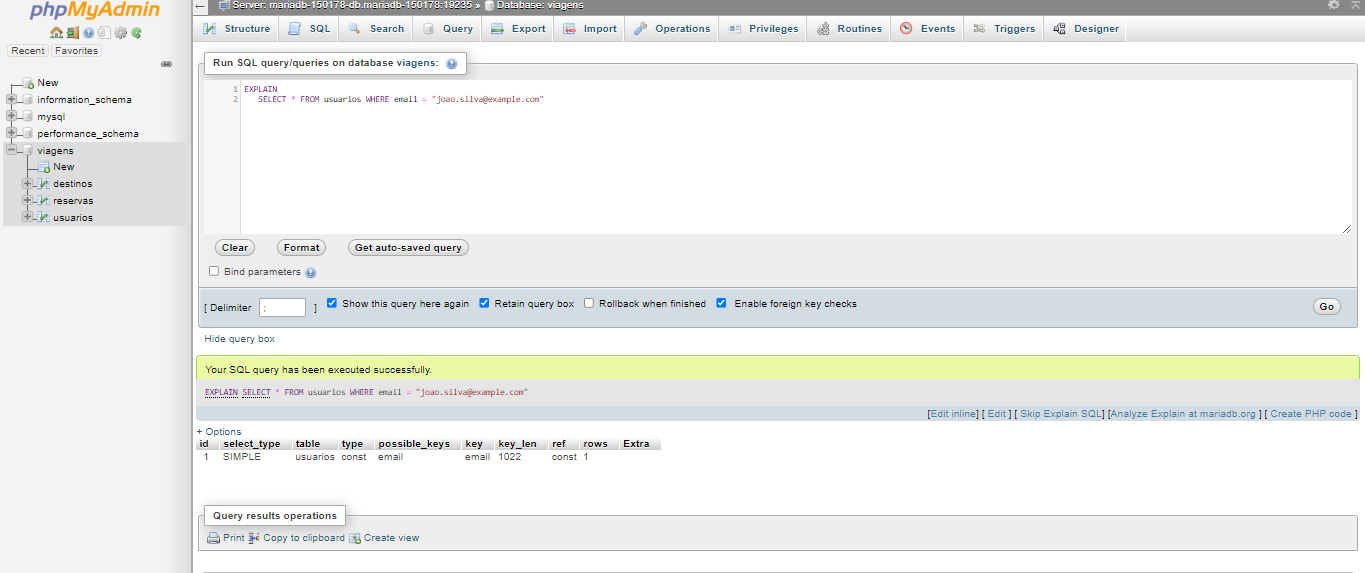 phpMyAdmin
Recent Favorites
New
information_schema
mysql
performance_schema
viagens
New
destinos
reservas
usuarios
Server: mariadb-150178-db.mariadb-150178:19235 » Database: viagens
Structure SQL Search Query Export Import Operations Privileges Routines Events Triggers Designer
Run SQL query/queries on database viagens:
1 EXPLAIN
2 SELECT * FROM usuarios WHERE email = "joao.silva@example.com"
Clear Format Get auto-saved query
Bind parameters
[ Delimiter ; ] Show this query here again Retain query box Rollback when finished Enable foreign key checks Go
Hide query box
Your SQL query has been executed successfully.
EXPLAIN SELECT * FROM usuarios WHERE email = "joao.silva@example.com"
[Edit inline] [ Edit ] [ Skip Explain SQL] [Analyze Explain at mariadb.org ] [ Create PHP code ]
+ Options
id select_type table type possible_keys key key_len ref rows Extra
1 SIMPLE usuarios const email email 1022 const 1
Query results operations
Print Copy to clipboard Create view